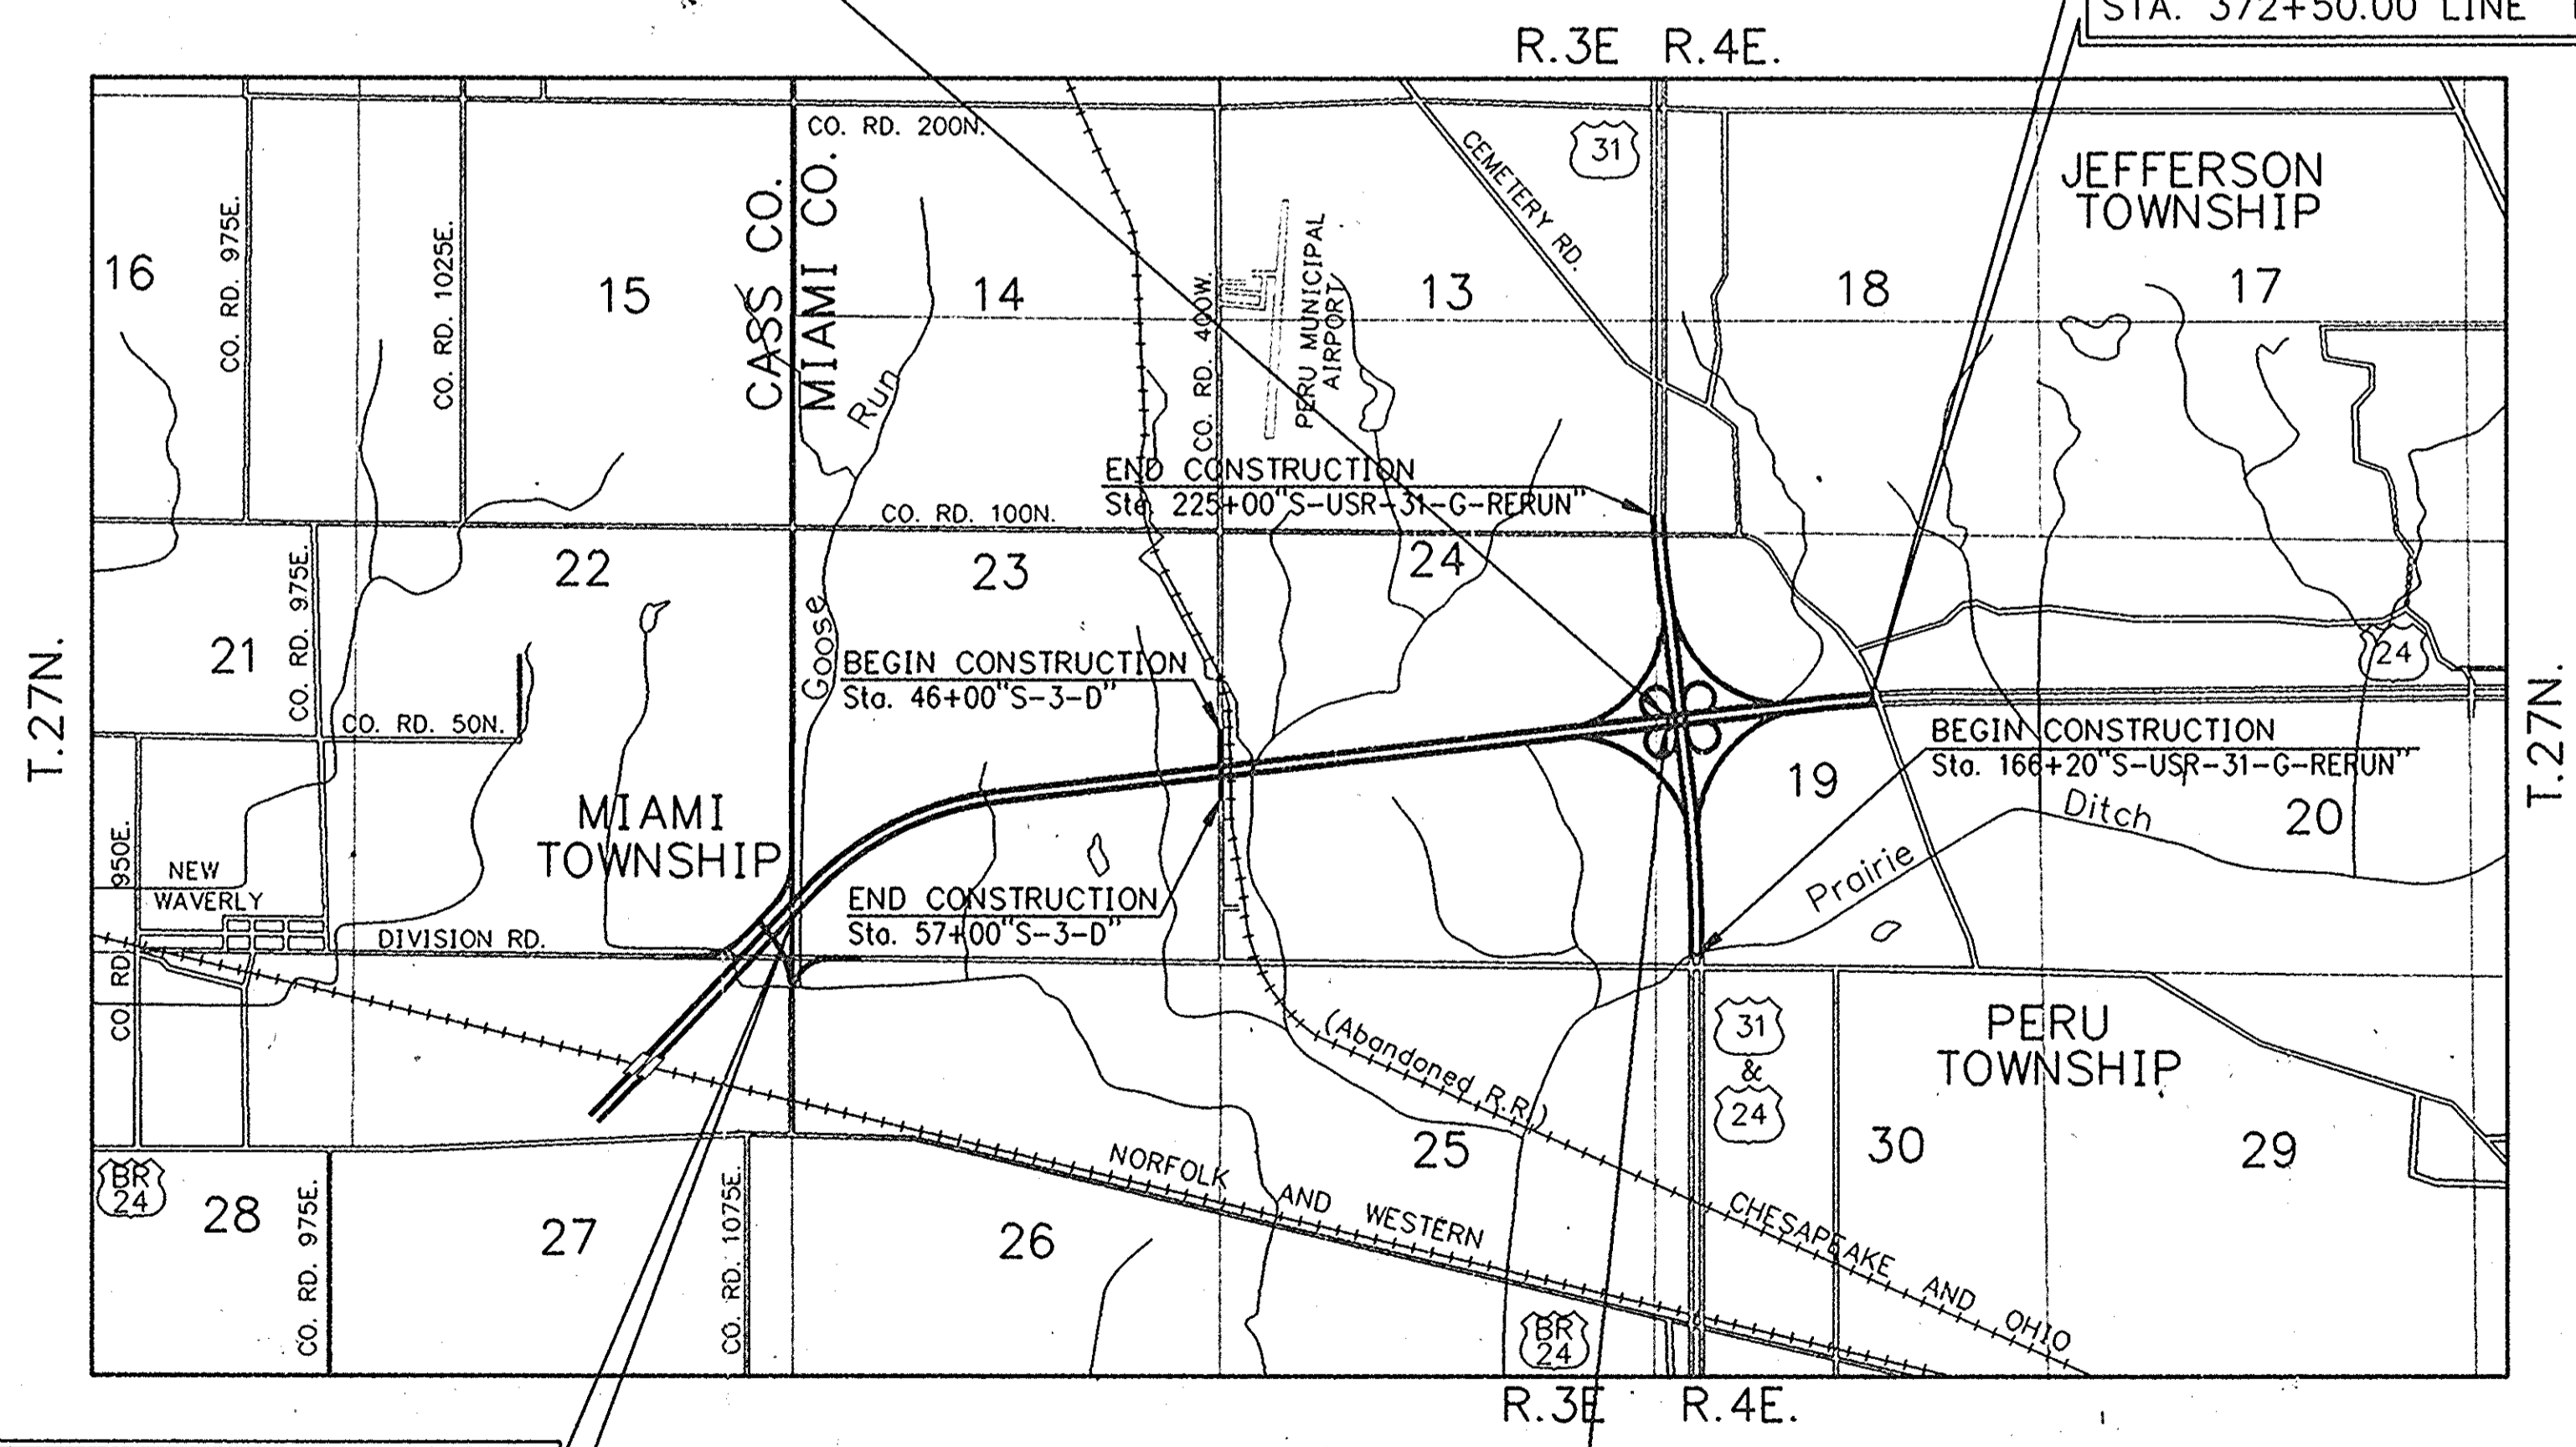 STA. 372+50.00 LINE
R.3E R.4E.
CO. RD. 200N.
31
CEMETERY RD.
JEFFERSON
TOWNSHIP
CO. RD. 975E.
CO. RD. 1025E.
CASS CO.
MIAMI CO.
16
15
14
13
18
17
CO. RD. 400W.
PERU MUNICIPAL
AIRPORT
Run
END CONSTRUCTION
Sta. 225+00"S-USR-31-G-RERUN"
CO. RD. 100N.
22
23
24
T.27N.
21
CO. RD. 975E.
Goose
BEGIN CONSTRUCTION
Sta. 46+00"S-3-D"
24
T.27N.
CO. RD. 50N.
BEGIN CONSTRUCTION
Sta. 166+20"S-USR-31-G-RERUN"
19
Prairie
Ditch
20
MIAMI
TOWNSHIP
NEW
WAVERLY
CO. RD. 950E.
END CONSTRUCTION
Sta. 57+00"S-3-D"
DIVISION RD.
(Abandoned R.R.)
31
&
24
PERU
TOWNSHIP
BR
24
28
CO. RD. 975E.
27
CO. RD. 1075E.
26
25
30
29
NORFOLK AND WESTERN
CHESAPEAKE AND OHIO
BR
24
R.3E R.4E.